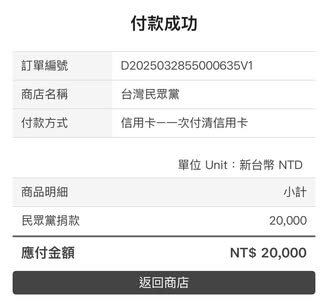 付款成功
訂單編號 D2025032855000635V1
商店名稱 台灣民眾黨
付款方式 信用卡一一次付清信用卡
單位 Unit：新台幣 NTD
商品明細 小計
民眾黨捐款 20,000
應付金額 NT$ 20,000
返回商店